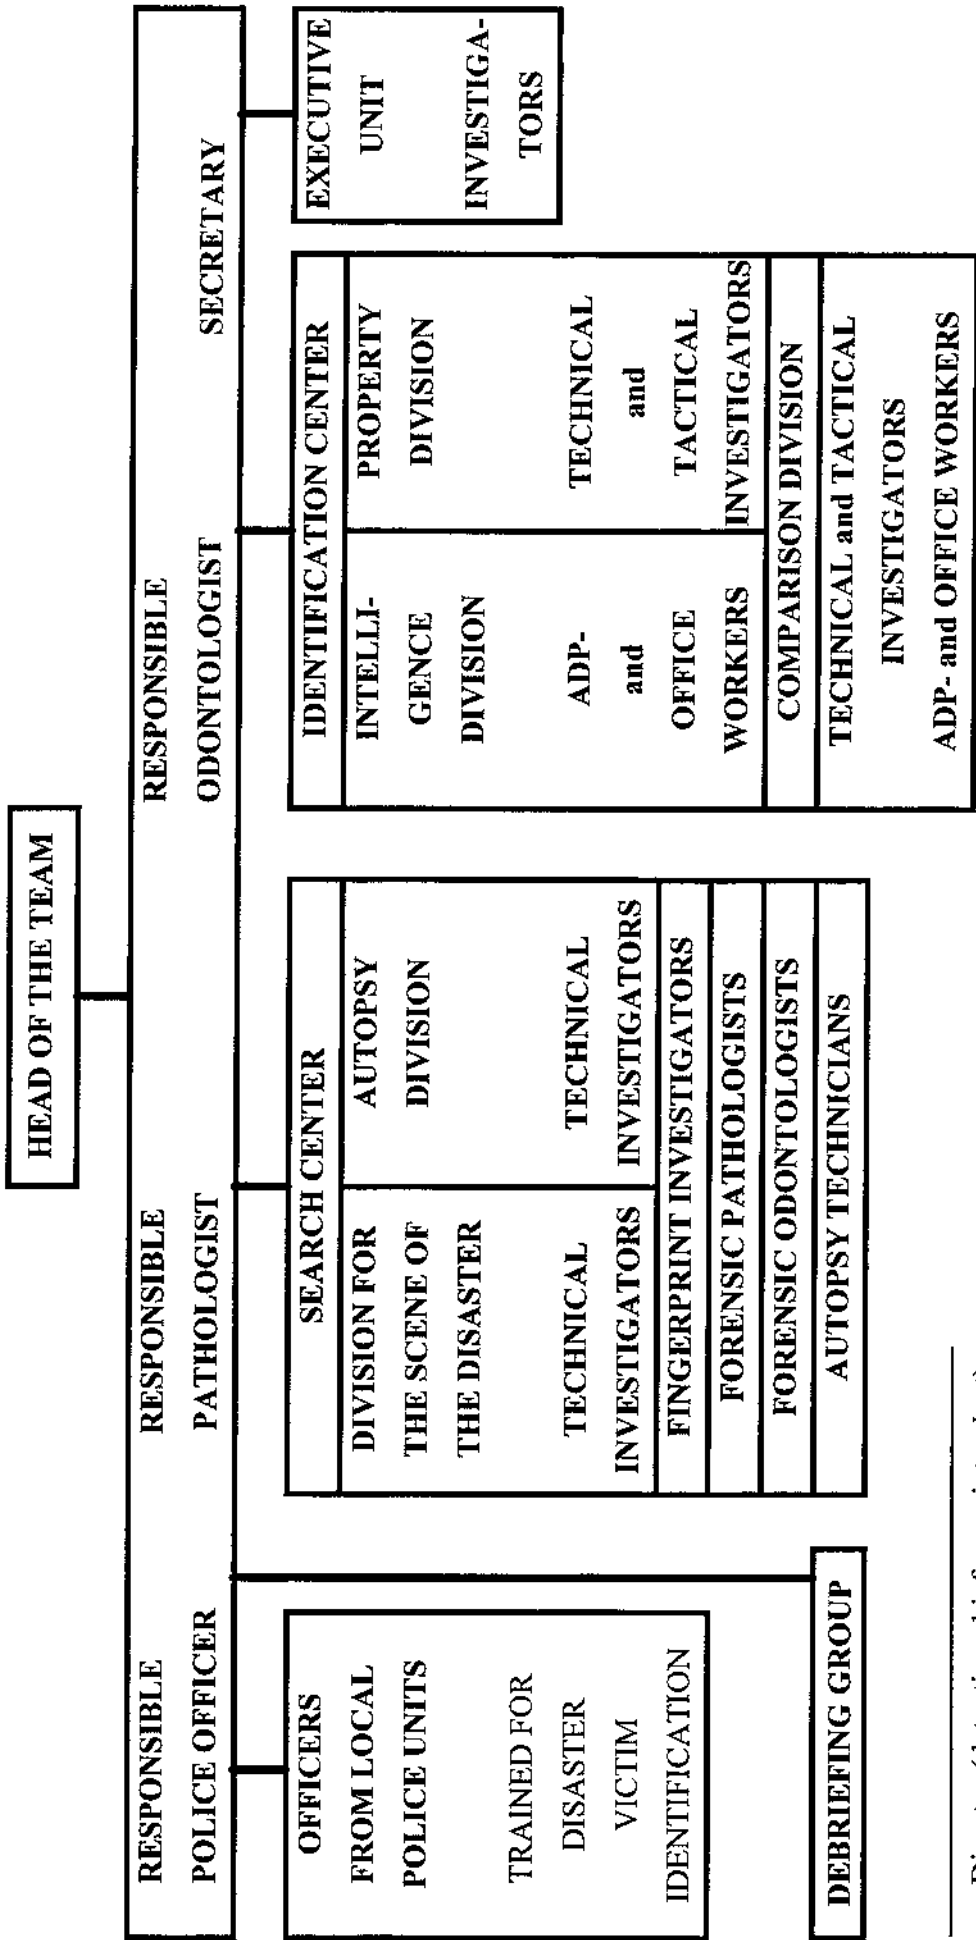 HEAD OF THE TEAM
RESPONSIBLE
POLICE OFFICER
RESPONSIBLE
PATHOLOGIST
RESPONSIBLE
ODONTOLOGIST
SECRETARY
OFFICERS
FROM LOCAL
POLICE UNITS
TRAINED FOR
DISASTER
VICTIM
IDENTIFICATION
DEBRIEFING GROUP
SEARCH CENTER
DIVISION FOR
THE SCENE OF
THE DISASTER
TECHNICAL
INVESTIGATORS
AUTOPSY
DIVISION
TECHNICAL
INVESTIGATORS
FINGERPRINT INVESTIGATORS
FORENSIC PATHOLOGISTS
FORENSIC ODONTOLOGISTS
AUTOPSY TECHNICIANS
IDENTIFICATION CENTER
INTELLI-
GENCE
DIVISION
ADP-
and
OFFICE
WORKERS
PROPERTY
DIVISION
TECHNICAL
and
TACTICAL
INVESTIGATORS
COMPARISON DIVISION
TECHNICAL and TACTICAL
INVESTIGATORS
ADP- and OFFICE WORKERS
EXECUTIVE
UNIT
INVESTIGA-
TORS